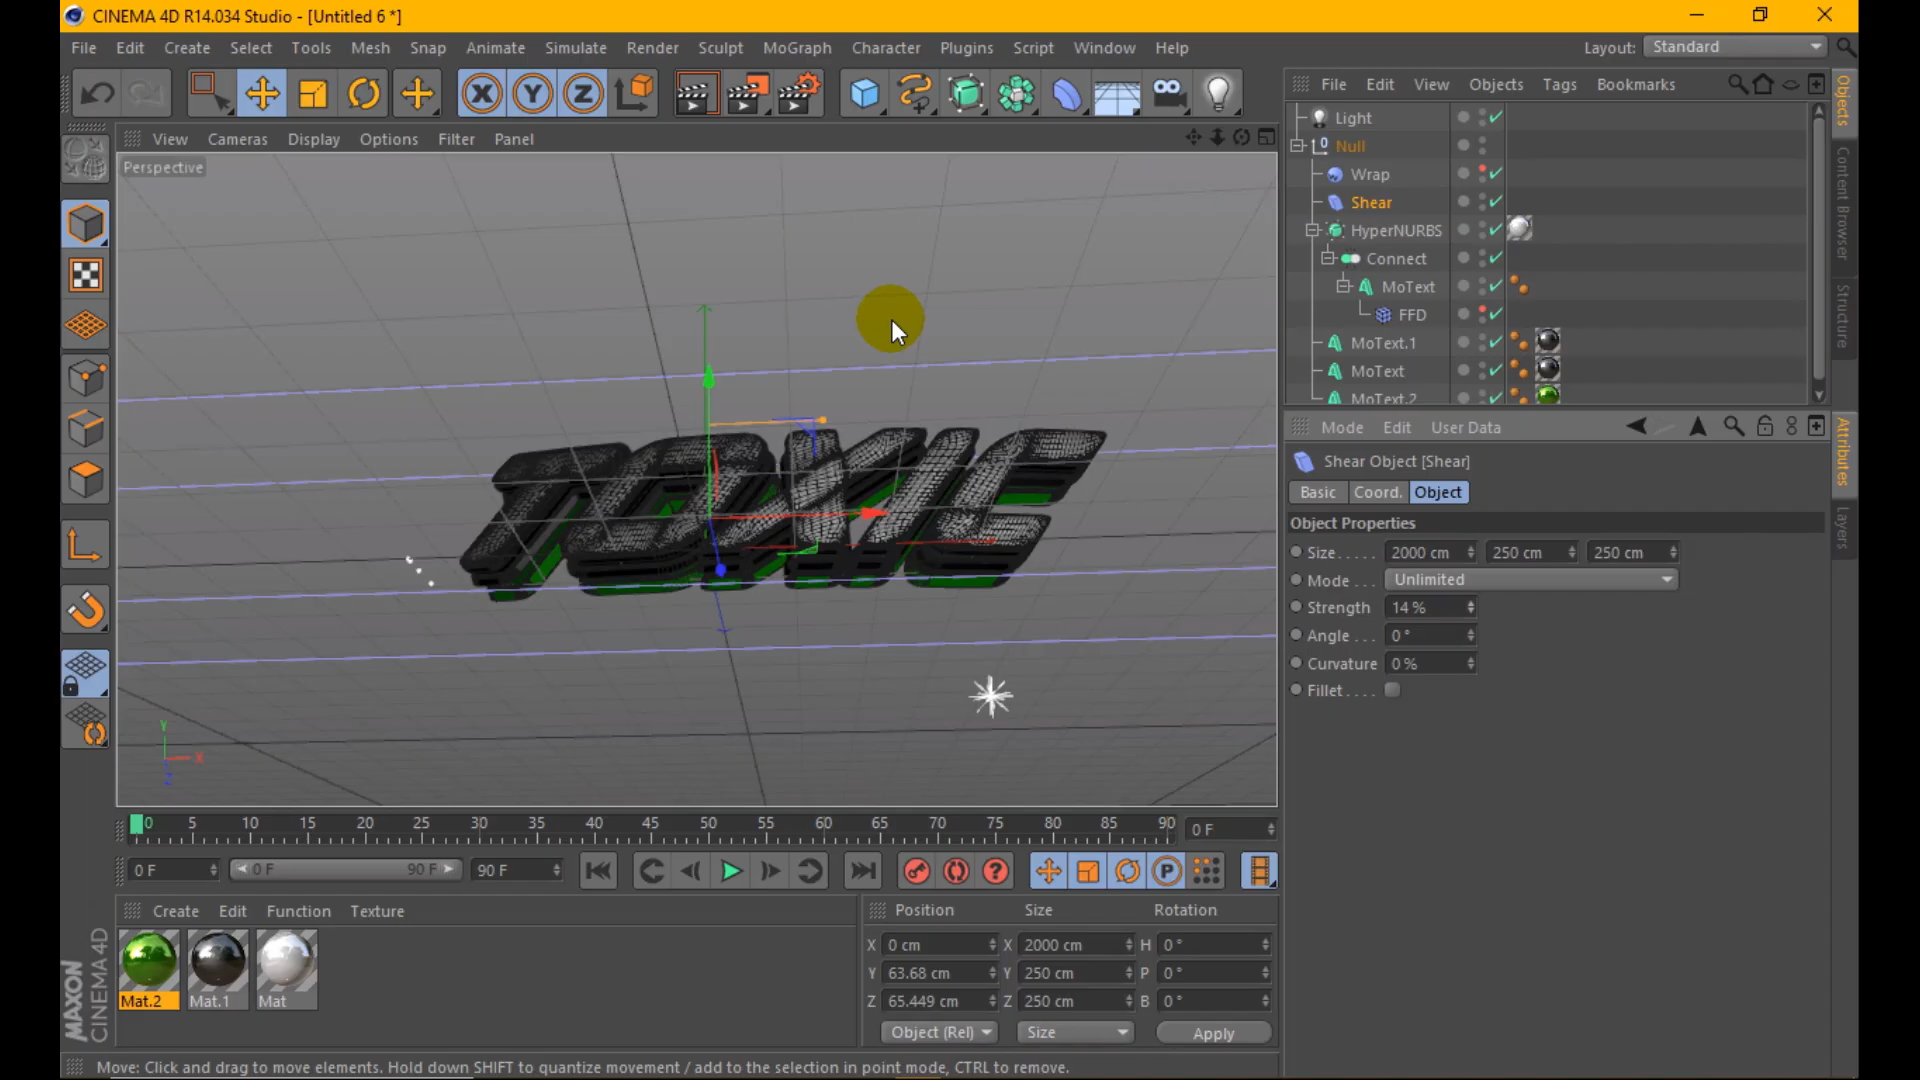 CINEMA 4D R14.034 Studio - [Untitled 6 *]
File Edit Create Select Tools Mesh Snap Animate Simulate Render Sculpt MoGraph Character Plugins Script Window Help Layout: Standard
X Y Z
File Edit View Objects Tags Bookmarks
Objects
Content Browser
Structure
View Cameras Display Options Filter Panel
Perspective
Light
Null
Wrap
Shear
HyperNURBS
Connect
MoText
FFD
MoText.1
MoText
MoText.2
Mode Edit User Data
Attributes
Layers
Shear Object [Shear]
Basic Coord. Object
Object Properties
Size . . . . . 2000 cm 250 cm 250 cm
Mode . . . Unlimited
Strength 14 %
Angle . . . 0 °
Curvature 0 %
Fillet . . . .
TOXIC
Y
X
Z
0 5 10 15 20 25 30 35 40 45 50 55 60 65 70 75 80 85 90 0 F
0 F 0 F 90 F 90 F
P
Create Edit Function Texture
Mat.2 Mat.1 Mat
Position Size Rotation
X 0 cm X 2000 cm H 0 °
Y 63.68 cm Y 250 cm P 0 °
Z 65.449 cm Z 250 cm B 0 °
Object (Rel) Size Apply
MAXON
CINEMA 4D
Move: Click and drag to move elements. Hold down SHIFT to quantize movement / add to the selection in point mode, CTRL to remove.